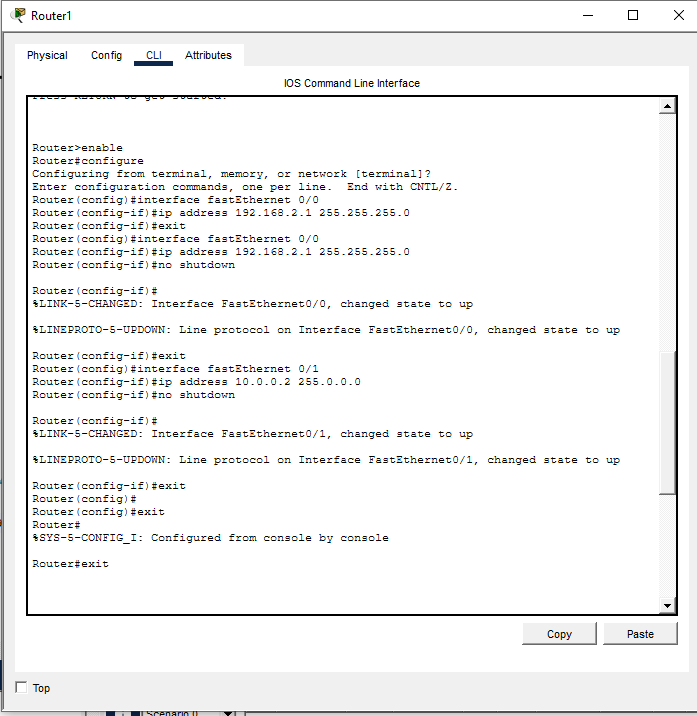 Router1
Physical Config CLI Attributes
IOS Command Line Interface
Router>enable
Router#configure
Configuring from terminal, memory, or network [terminal]?
Enter configuration commands, one per line.  End with CNTL/Z.
Router(config)#interface fastEthernet 0/0
Router(config-if)#ip address 192.168.2.1 255.255.255.0
Router(config-if)#exit
Router(config)#interface fastEthernet 0/0
Router(config-if)#ip address 192.168.2.1 255.255.255.0
Router(config-if)#no shutdown
Router(config-if)#
%LINK-5-CHANGED: Interface FastEthernet0/0, changed state to up
%LINEPROTO-5-UPDOWN: Line protocol on Interface FastEthernet0/0, changed state to up
Router(config-if)#exit
Router(config)#interface fastEthernet 0/1
Router(config-if)#ip address 10.0.0.2 255.0.0.0
Router(config-if)#no shutdown
Router(config-if)#
%LINK-5-CHANGED: Interface FastEthernet0/1, changed state to up
%LINEPROTO-5-UPDOWN: Line protocol on Interface FastEthernet0/1, changed state to up
Router(config-if)#exit
Router(config)#
Router(config)#exit
Router#
%SYS-5-CONFIG_I: Configured from console by console
Router#exit
Copy Paste
Top
Scenario 0